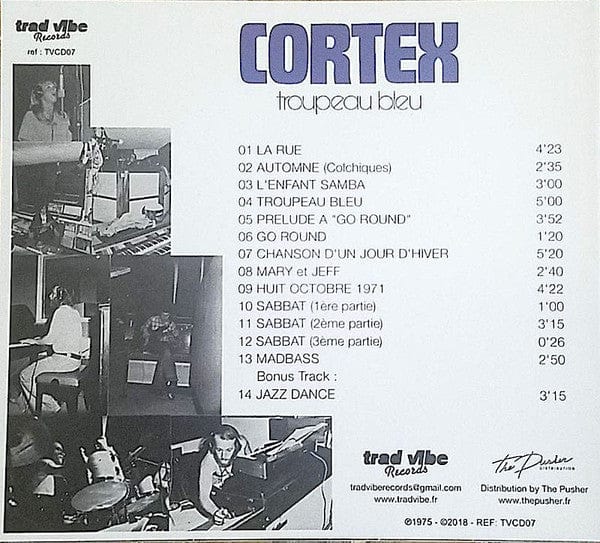 trad vibe
Records
ref : TVCD07
CORTEX
troupeau bleu
01 LA RUE 4'23
02 AUTOMNE (Colchiques) 2'35
03 L'ENFANT SAMBA 3'00
04 TROUPEAU BLEU 5'00
05 PRELUDE A "GO ROUND" 3'52
06 GO ROUND 1'20
07 CHANSON D'UN JOUR D'HIVER 5'20
08 MARY et JEFF 2'40
09 HUIT OCTOBRE 1971 4'22
10 SABBAT (1ère partie) 1'00
11 SABBAT (2ème partie) 3'15
12 SABBAT (3ème partie) 0'26
13 MADBASS 2'50
Bonus Track :
14 JAZZ DANCE 3'15
trad vibe
Records
tradviberecords@gmail.com
www.tradvibe.fr
The Pusher
DISTRIBUTION
Distribution by The Pusher
www.thepusher.fr
℗1975 - ©2018 - REF: TVCD07